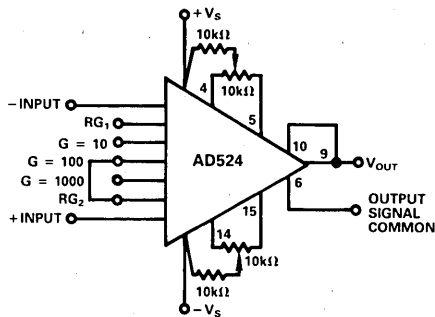 +VS
10kΩ
4
10kΩ
5
−INPUT
RG1
G = 10
G = 100
G = 1000
RG2
+INPUT
AD524
10
9
VOUT
6
OUTPUT
SIGNAL
COMMON
15
14
10kΩ
10kΩ
−VS